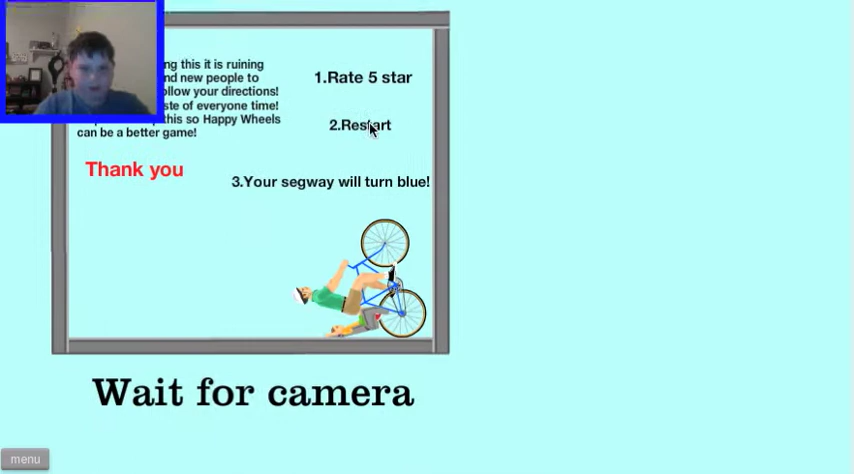 ng this it is ruining
nd new people to
ollow your directions!
ste of everyone time!
this so Happy Wheels
can be a better game!
Thank you
1.Rate 5 star
2.Restart
3.Your segway will turn blue!
Wait for camera
menu